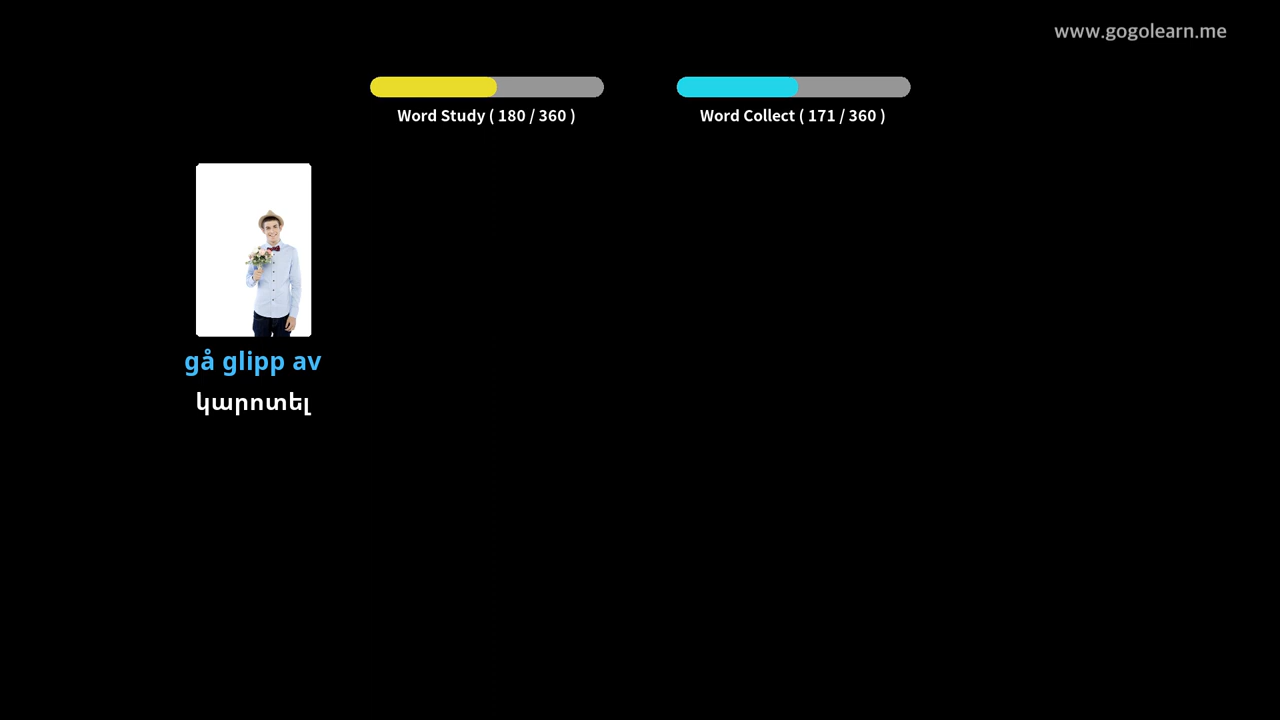 www.gogolearn.me
Word Study ( 180 / 360 )
Word Collect ( 171 / 360 )
gå glipp av
կարոտել